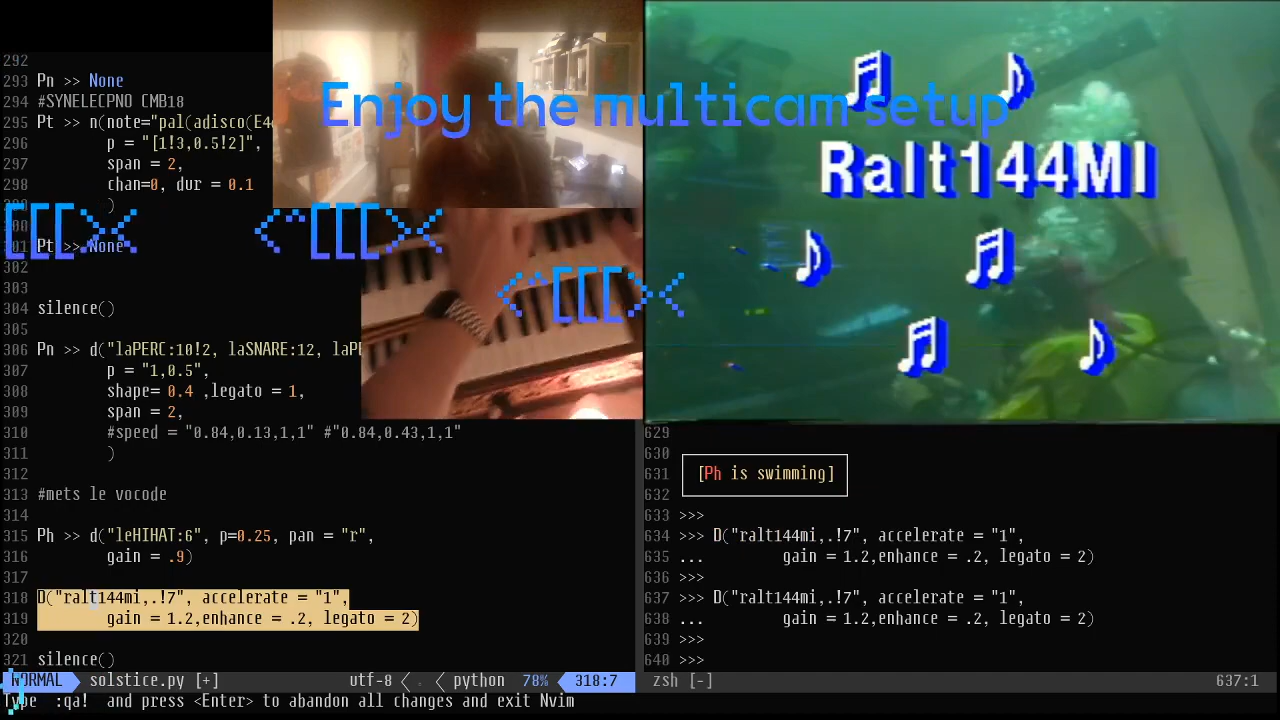 Enjoy the multicam setup
Ralt144MI
[[[>< <^[[[><
<^[[[><
292
293 Pn >> None
294 #SYNELECPNO CMB18
295 Pt >> n(note="pal(adisco(E4
296 p = "[1!3,0.5!2]",
297 span = 2,
298 chan=0, dur = 0.1
)
301 Pt >> None
302
303
304 silence()
305
306 Pn >> d("laPERC:10!2, laSNARE:12, laPE
307 p = "1,0.5",
308 shape= 0.4 ,legato = 1,
309 span = 2,
310 #speed = "0.84,0.13,1,1" #"0.84,0.43,1,1"
311 )
312
313 #mets le vocode
314
315 Ph >> d("leHIHAT:6", p=0.25, pan = "r",
316 gain = .9)
317
318 D("ralt144mi,.!7", accelerate = "1",
319 gain = 1.2,enhance = .2, legato = 2)
320
321 silence()
NORMAL solstice.py [+] utf-8 < . < python 78% 318:7
Type :qa! and press <Enter> to abandon all changes and exit Nvim
629
630
631 [Ph is swimming]
632
633 >>>
634 >>> D("ralt144mi,.!7", accelerate = "1",
635 ... gain = 1.2,enhance = .2, legato = 2)
636 >>>
637 >>> D("ralt144mi,.!7", accelerate = "1",
638 ... gain = 1.2,enhance = .2, legato = 2)
639 >>>
640 >>>
zsh [-] 637:1